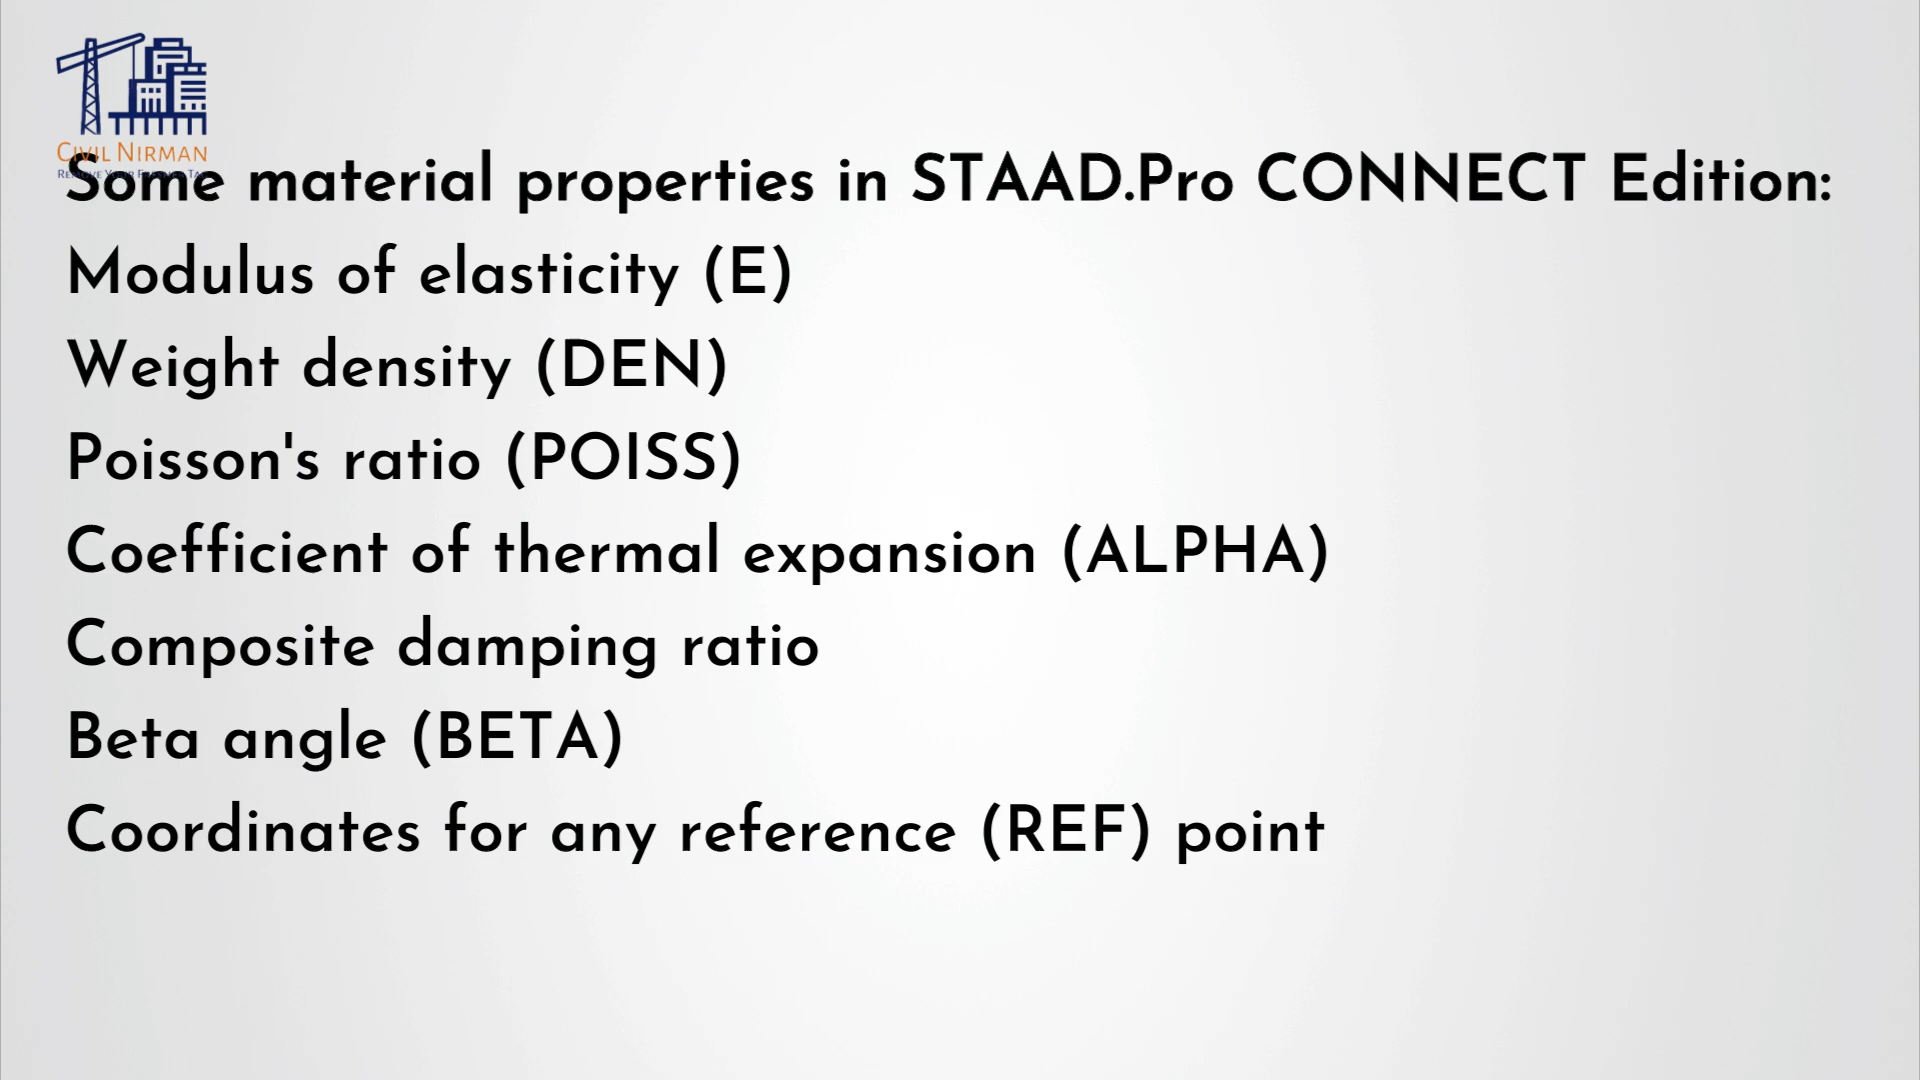 CIVIL NIRMAN
Some material properties in STAAD.Pro CONNECT Edition:
Modulus of elasticity (E)
Weight density (DEN)
Poisson's ratio (POISS)
Coefficient of thermal expansion (ALPHA)
Composite damping ratio
Beta angle (BETA)
Coordinates for any reference (REF) point